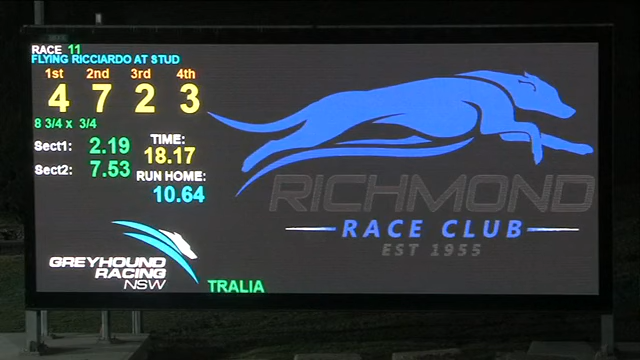 RACE 11
FLYING RICCIARDO AT STUD
1st 2nd 3rd 4th
4 7 2 3
8 3/4 x 3/4
Sect1: 2.19
Sect2: 7.53
TIME:
18.17
RUN HOME:
10.64
RICHMOND
RACE CLUB
EST 1955
GREYHOUND
RACING
NSW
TRALIA